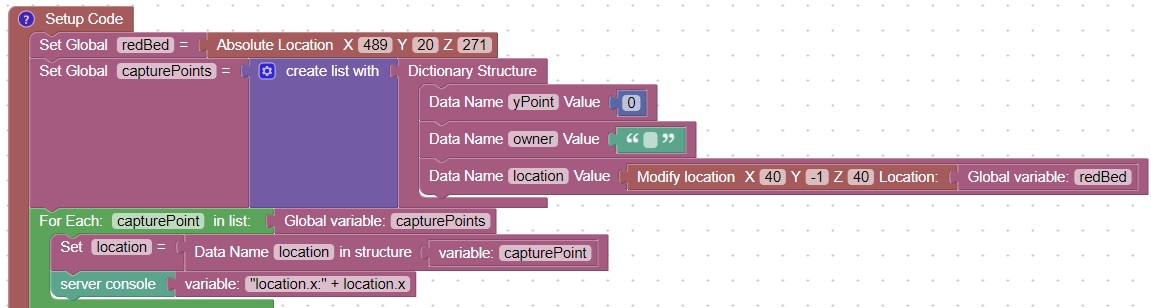 ? Setup Code
Set Global redBed = Absolute Location X 489 Y 20 Z 271
Set Global capturePoints = create list with Dictionary Structure
Data Name yPoint Value 0
Data Name owner Value “ ”
Data Name location Value Modify location X 40 Y -1 Z 40 Location: Global variable: redBed
For Each: capturePoint in list: Global variable: capturePoints
Set location = Data Name location in structure variable: capturePoint
server console variable: "location.x:" + location.x